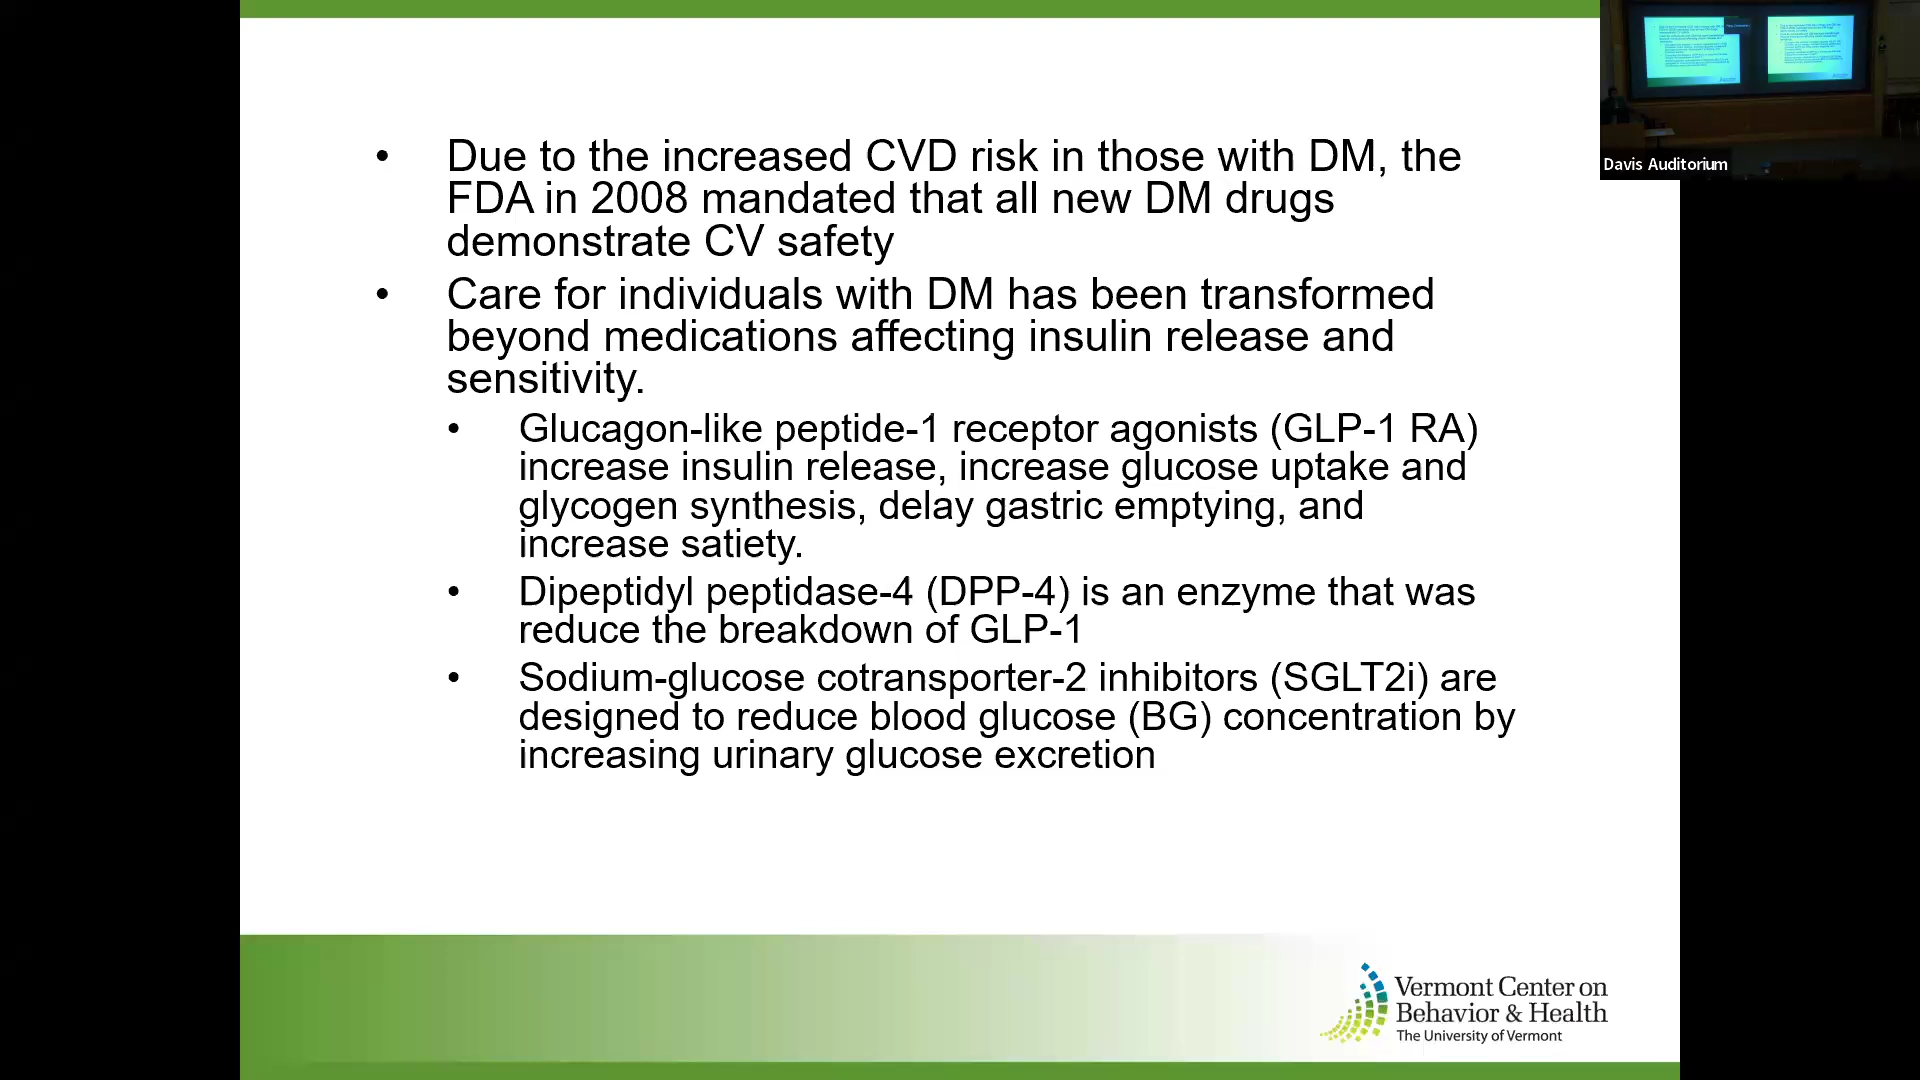 • Due to the increased CVD risk in those with DM, the
FDA in 2008 mandated that all new DM drugs
demonstrate CV safety
• Care for individuals with DM has been transformed
beyond medications affecting insulin release and
sensitivity.
• Glucagon-like peptide-1 receptor agonists (GLP-1 RA)
increase insulin release, increase glucose uptake and
glycogen synthesis, delay gastric emptying, and
increase satiety.
• Dipeptidyl peptidase-4 (DPP-4) is an enzyme that was
reduce the breakdown of GLP-1
• Sodium-glucose cotransporter-2 inhibitors (SGLT2i) are
designed to reduce blood glucose (BG) concentration by
increasing urinary glucose excretion
Davis Auditorium
Vermont Center on
Behavior & Health
The University of Vermont